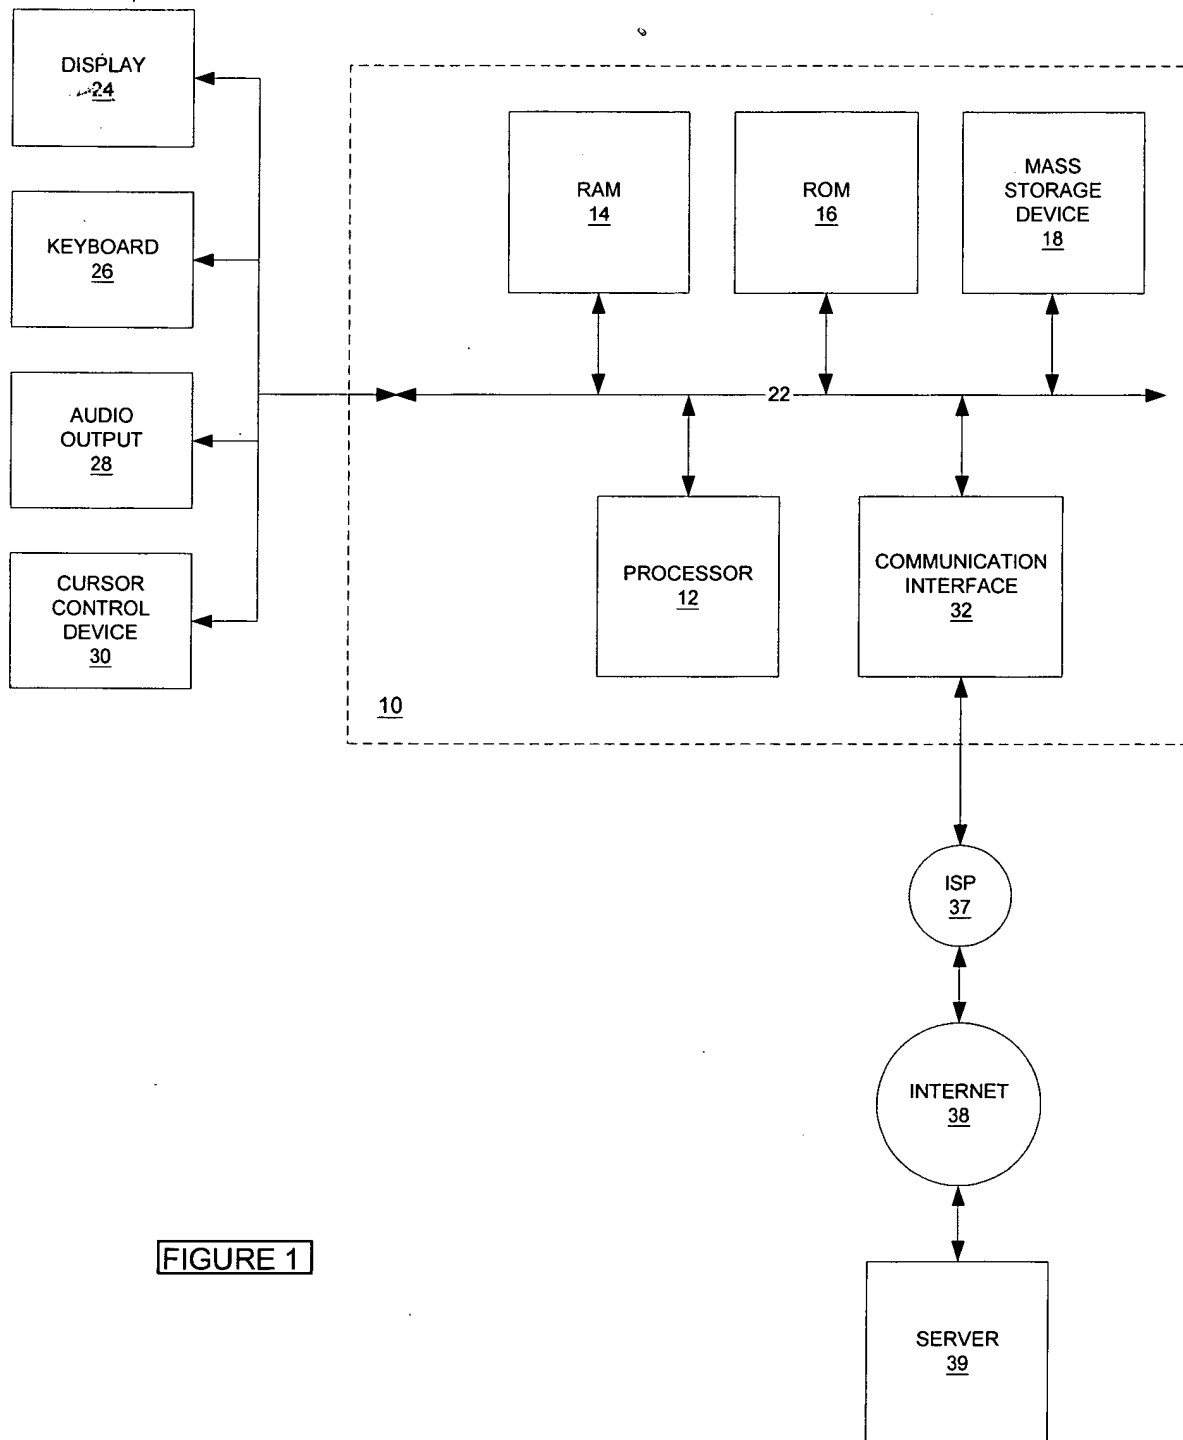 DISPLAY
24
KEYBOARD
26
AUDIO
OUTPUT
28
CURSOR
CONTROL
DEVICE
30
RAM
14
ROM
16
MASS
STORAGE
DEVICE
18
22
PROCESSOR
12
COMMUNICATION
INTERFACE
32
10
ISP
37
INTERNET
38
SERVER
39
FIGURE 1